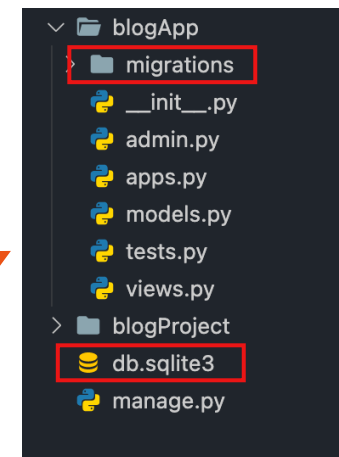 blogApp
migrations
__init__.py
admin.py
apps.py
models.py
tests.py
views.py
blogProject
db.sqlite3
manage.py